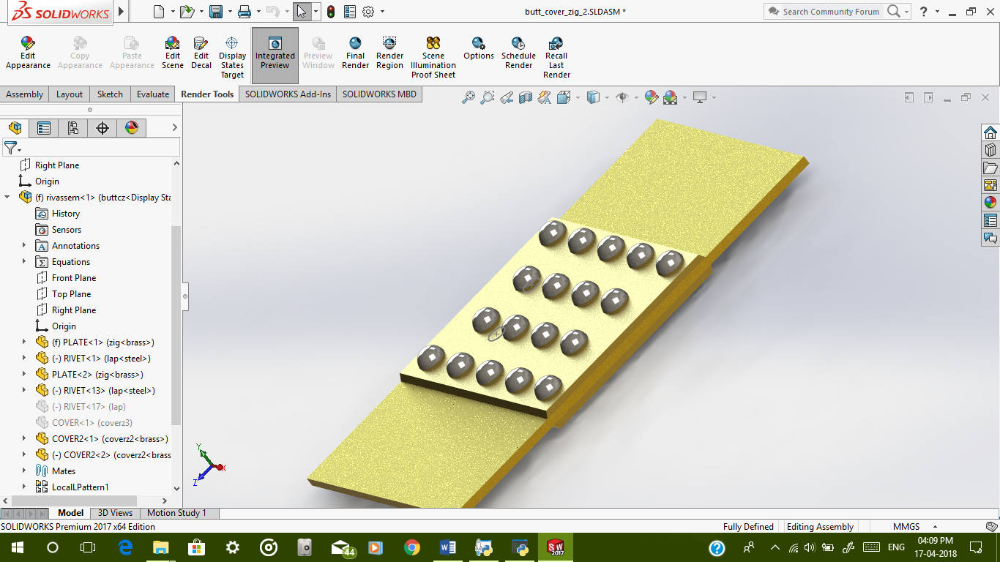 SOLIDWORKS
butt_cover_zig_2.SLDASM *
Search Community Forum
?
Edit Appearance
Copy Appearance
Paste Appearance
Edit Scene
Edit Decal
Display States Target
Integrated Preview
Preview Window
Final Render
Render Region
Scene Illumination Proof Sheet
Options
Schedule Render
Recall Last Render
Assembly
Layout
Sketch
Evaluate
Render Tools
SOLIDWORKS Add-Ins
SOLIDWORKS MBD
Right Plane
Origin
(f) rivassem<1> (buttcz<Display Sta
History
Sensors
Annotations
Equations
Front Plane
Top Plane
Right Plane
Origin
(f) PLATE<1> (zig<brass>)
(-) RIVET<1> (lap<steel>)
PLATE<2> (zig<brass>)
(-) RIVET<13> (lap<steel>)
(-) RIVET<17> (lap)
COVER<1> (coverz3)
COVER2<1> (coverz2<brass>)
(-) COVER2<2> (coverz2<brass
Mates
LocalLPattern1
Y
X
Z
Model
3D Views
Motion Study 1
SOLIDWORKS Premium 2017 x64 Edition
Fully Defined
Editing Assembly
MMGS
44
SW
2017
?
ENG
04:09 PM
17-04-2018